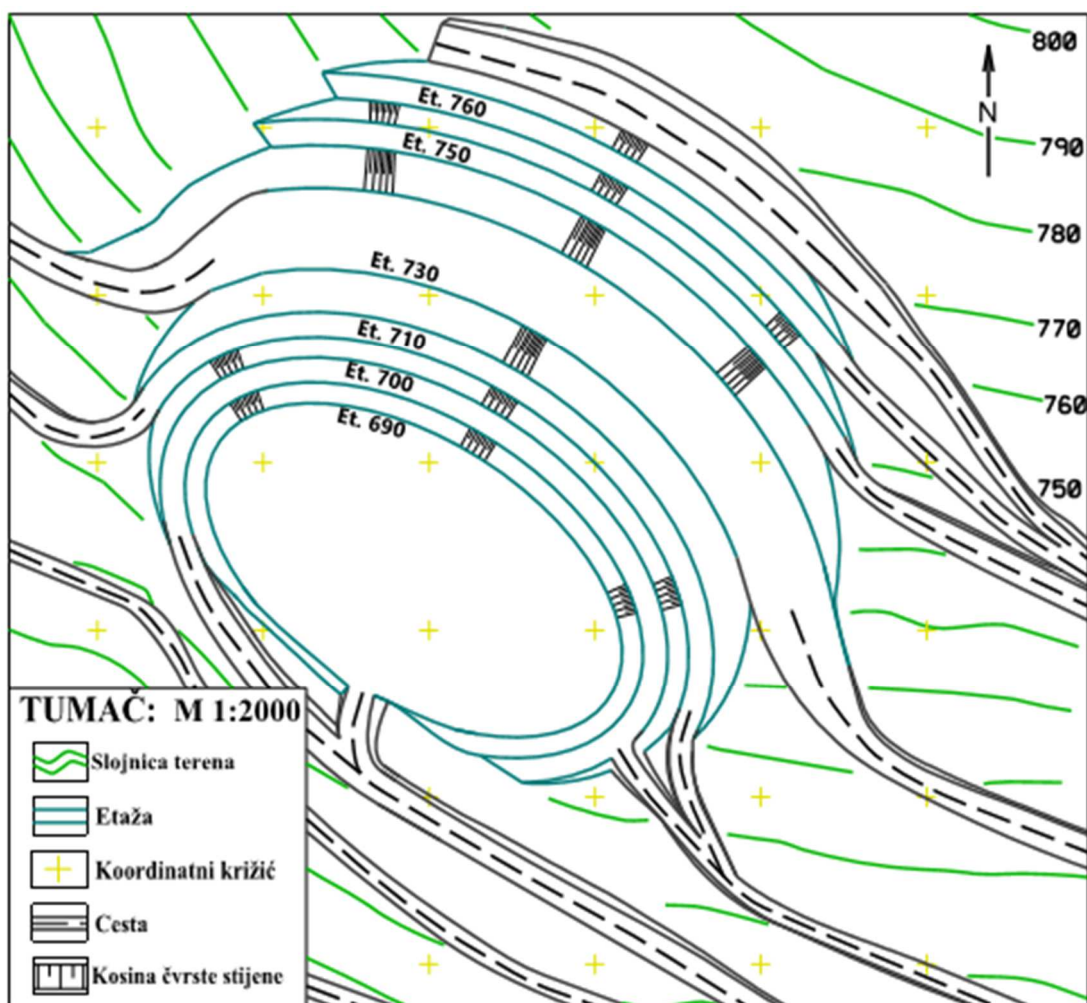 800
N
790
780
770
760
750
Et. 760
Et. 750
Et. 730
Et. 710
Et. 700
Et. 690
TUMAČ: M 1:2000
Slojnica terena
Etaža
Koordinatni križić
Cesta
Kosina čvrste stijene